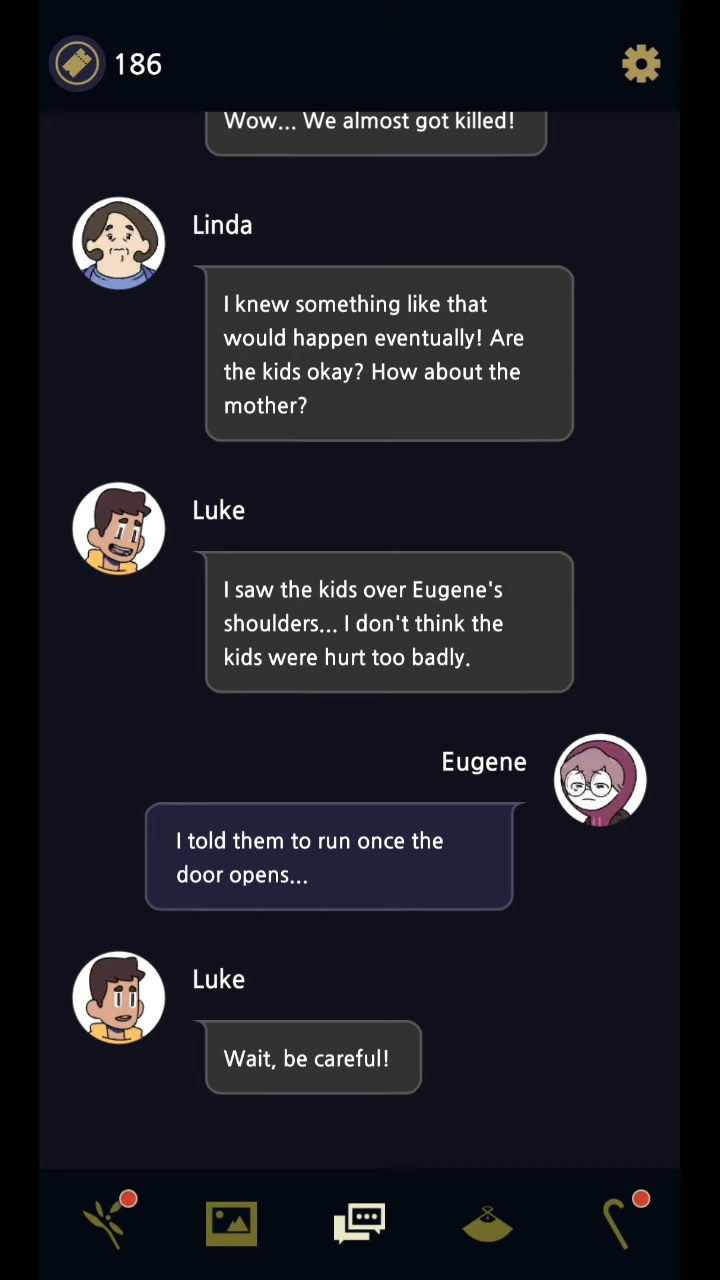 186
Wow... We almost got killed!
Linda
I knew something like that
would happen eventually! Are
the kids okay? How about the
mother?
Luke
I saw the kids over Eugene's
shoulders... I don't think the
kids were hurt too badly.
Eugene
I told them to run once the
door opens...
Luke
Wait, be careful!